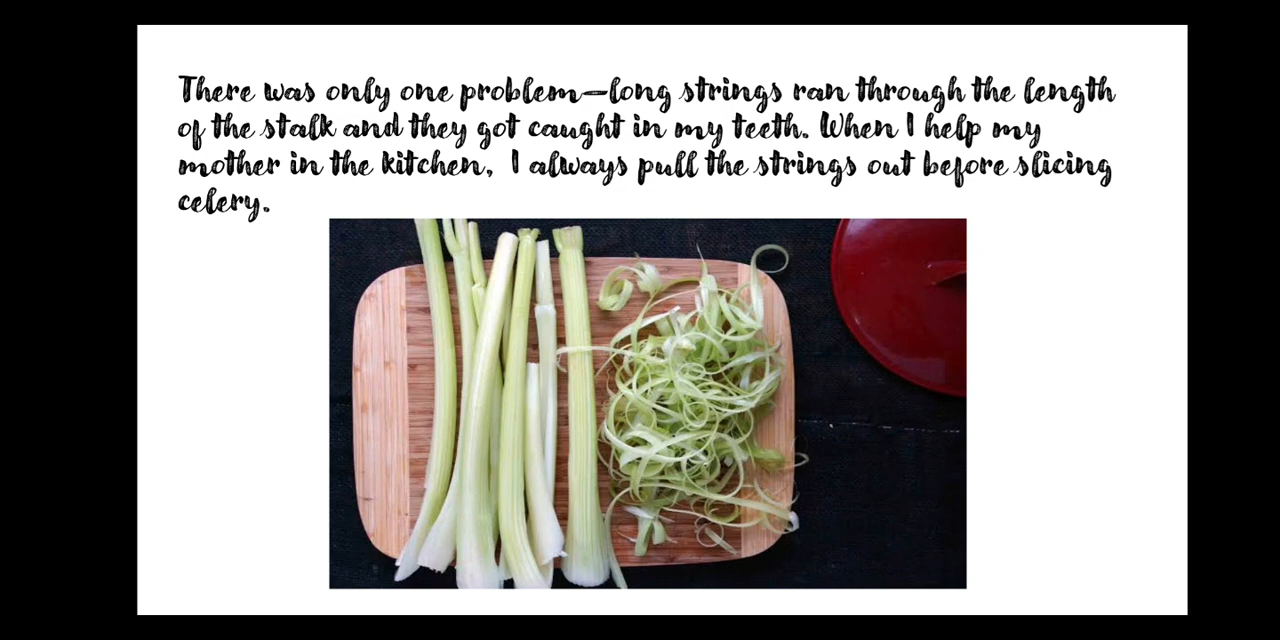 There was only one problem—long strings ran through the length
of the stalk and they got caught in my teeth. When I help my
mother in the kitchen, I always pull the strings out before slicing
celery.